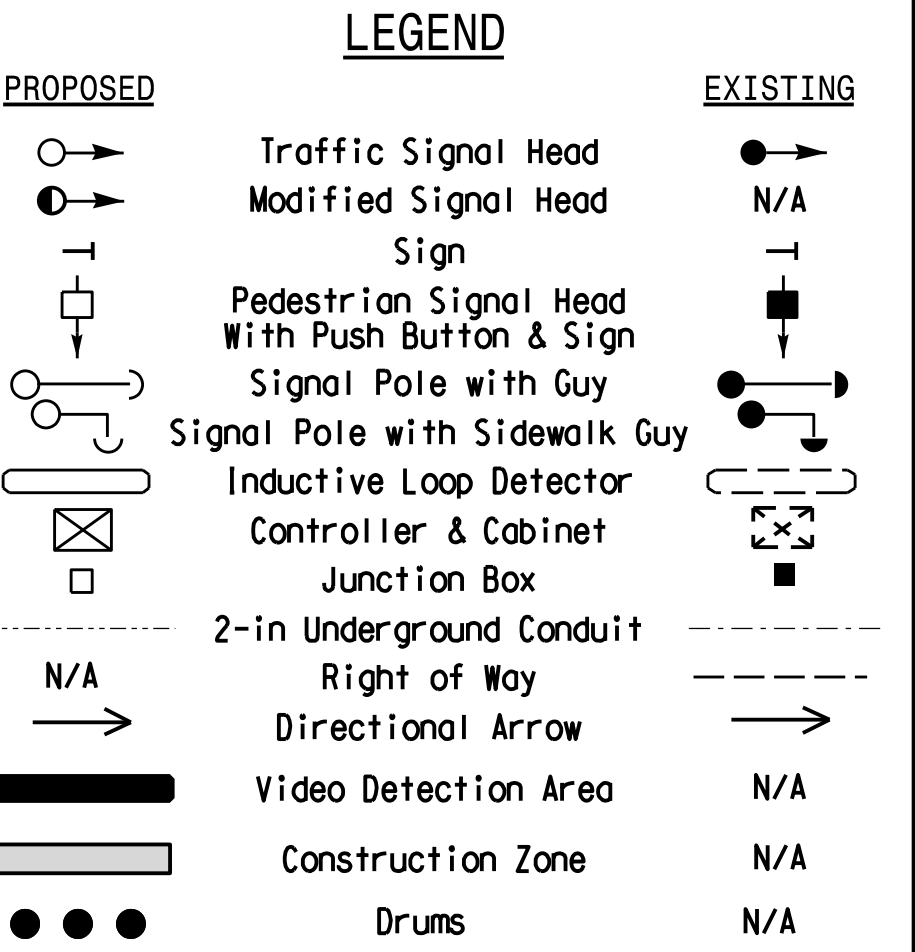 LEGEND
PROPOSED EXISTING
Traffic Signal Head
Modified Signal Head N/A
Sign
Pedestrian Signal Head
With Push Button & Sign
Signal Pole with Guy
Signal Pole with Sidewalk Guy
Inductive Loop Detector
Controller & Cabinet
Junction Box
2-in Underground Conduit
N/A Right of Way
Directional Arrow
Video Detection Area N/A
Construction Zone N/A
Drums N/A